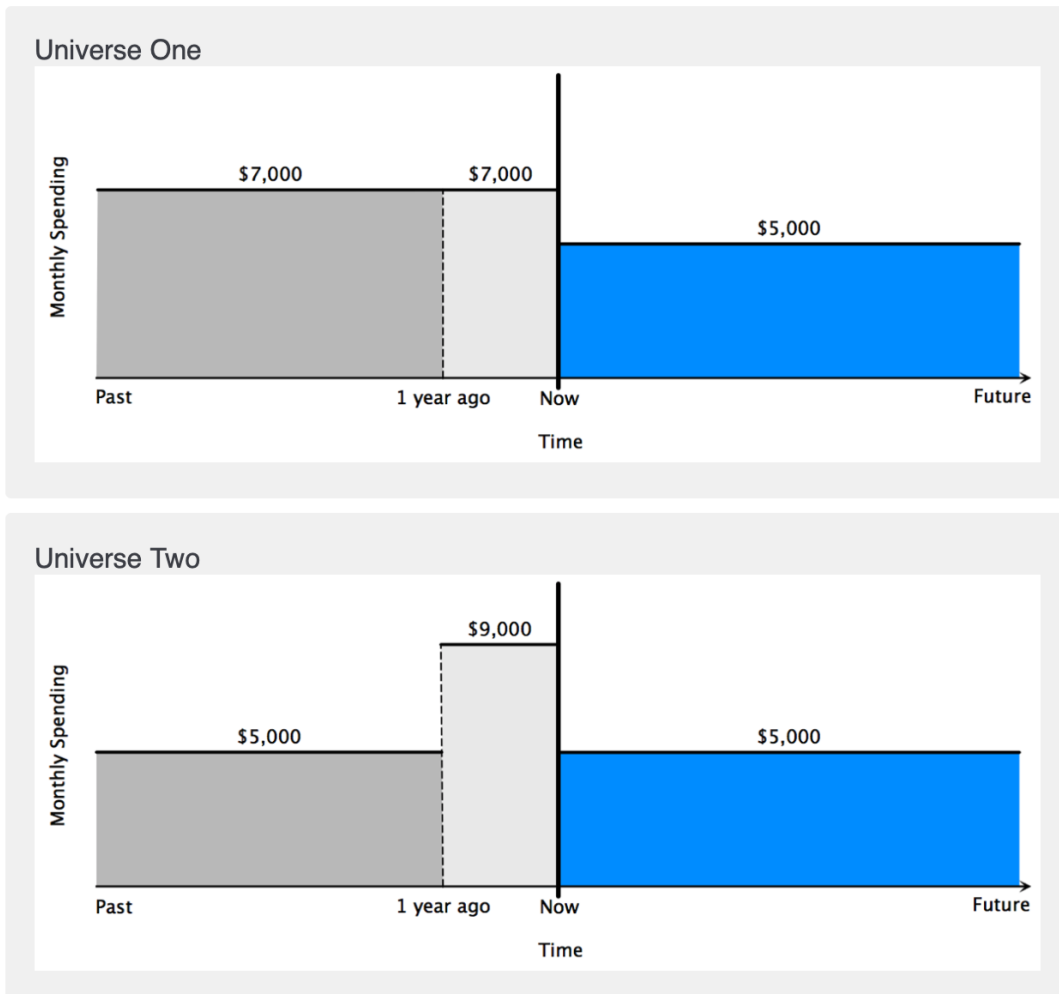 Universe One
$7,000 $7,000
$5,000
Monthly Spending
Past 1 year ago Now Future
Time
Universe Two
$9,000
$5,000 $5,000
Monthly Spending
Past 1 year ago Now Future
Time